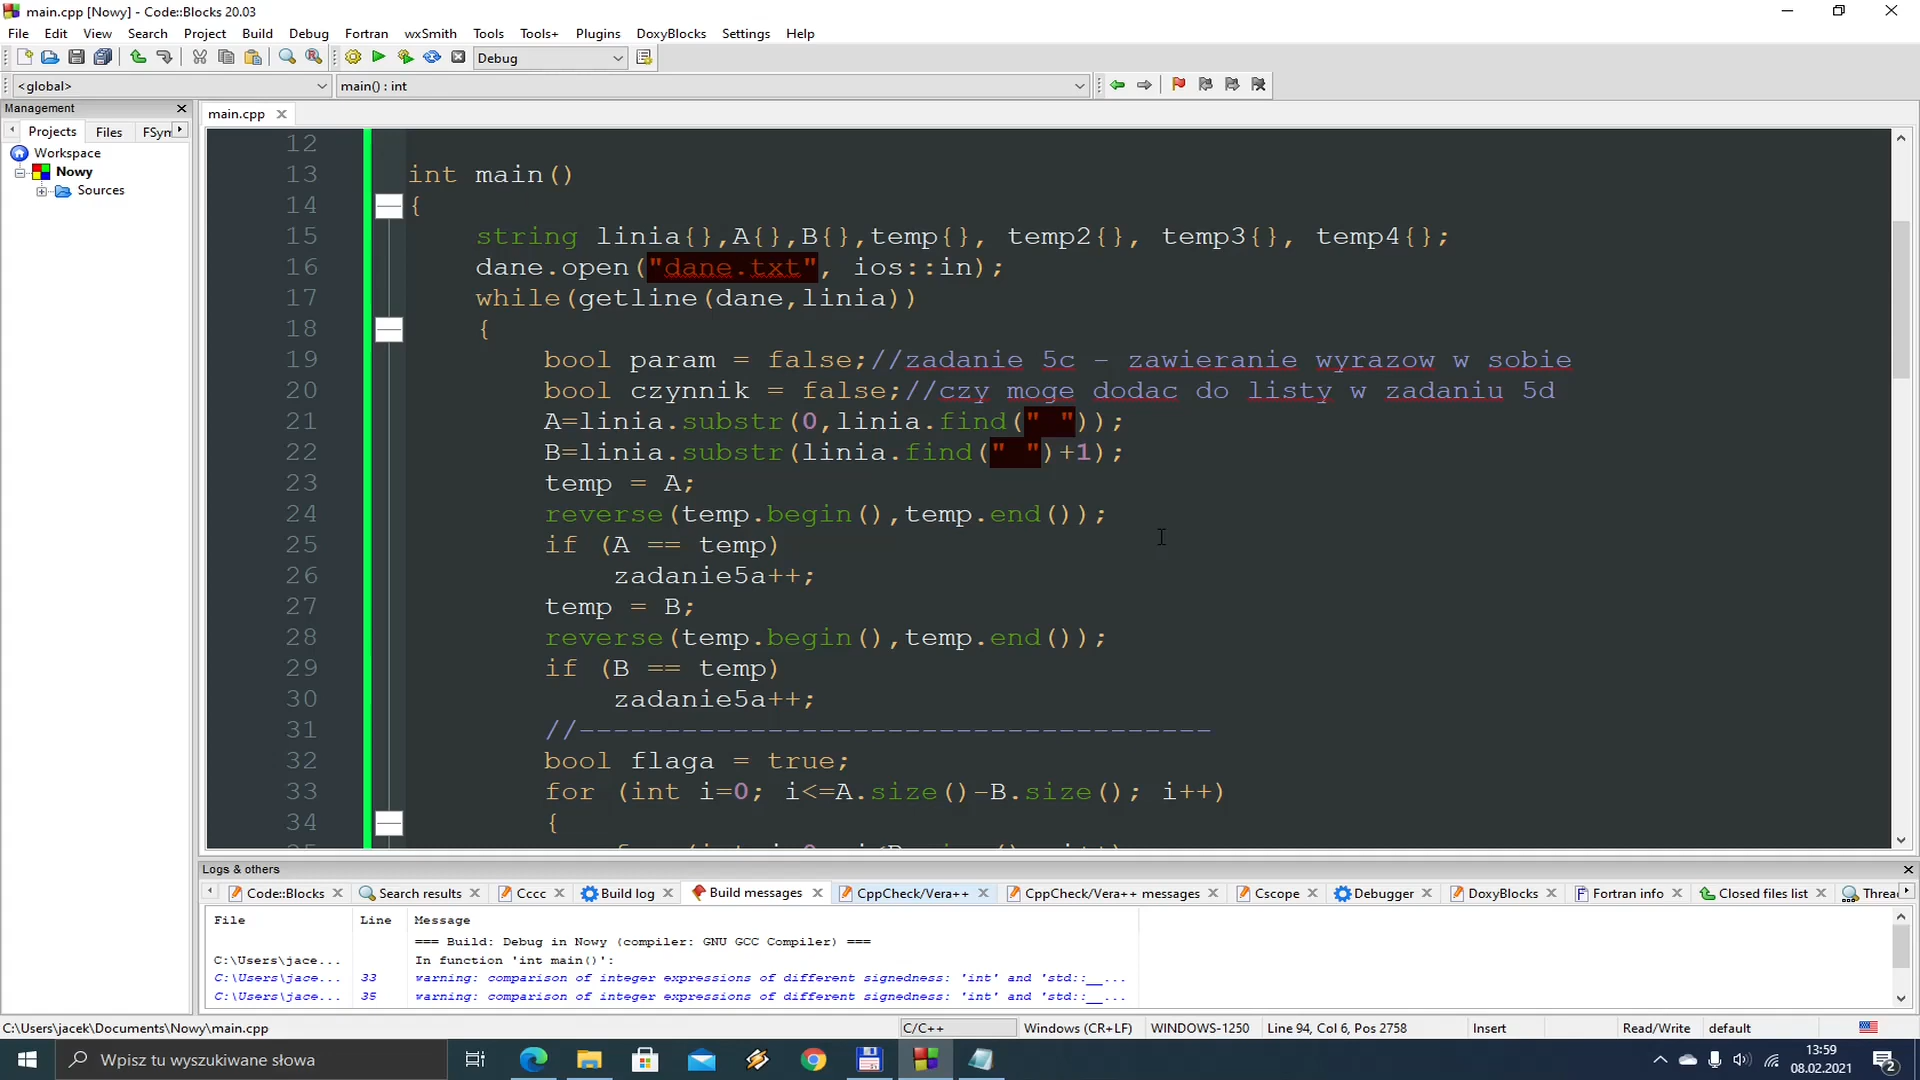 main.cpp [Nowy] - Code::Blocks 20.03
File Edit View Search Project Build Debug Fortran wxSmith Tools Tools+ Plugins DoxyBlocks Settings Help
Debug
<global> main() : int
Management
main.cpp
Projects Files FSyn
Workspace
Nowy
Sources
12
13 int main()
14 {
15 string linia{},A{},B{},temp{}, temp2{}, temp3{}, temp4{};
16 dane.open("dane.txt", ios::in);
17 while(getline(dane,linia))
18 {
19 bool param = false;//zadanie 5c - zawieranie wyrazow w sobie
20 bool czynnik = false;//czy moge dodac do listy w zadaniu 5d
21 A=linia.substr(0,linia.find(" "));
22 B=linia.substr(linia.find(" ")+1);
23 temp = A;
24 reverse(temp.begin(),temp.end());
25 if (A == temp)
26 zadanie5a++;
27 temp = B;
28 reverse(temp.begin(),temp.end());
29 if (B == temp)
30 zadanie5a++;
31 //-------------------------------------
32 bool flaga = true;
33 for (int i=0; i<=A.size()-B.size(); i++)
34 {
Logs & others
Code::Blocks Search results Cccc Build log Build messages CppCheck/Vera++ CppCheck/Vera++ messages Cscope Debugger DoxyBlocks Fortran info Closed files list Threa
File Line Message
=== Build: Debug in Nowy (compiler: GNU GCC Compiler) ===
C:\Users\jace... In function 'int main()':
C:\Users\jace... 33 warning: comparison of integer expressions of different signedness: 'int' and 'std::__...
C:\Users\jace... 35 warning: comparison of integer expressions of different signedness: 'int' and 'std::__...
C:\Users\jacek\Documents\Nowy\main.cpp C/C++ Windows (CR+LF) WINDOWS-1250 Line 94, Col 6, Pos 2758 Insert Read/Write default
Wpisz tu wyszukiwane słowa
13:59
08.02.2021
2